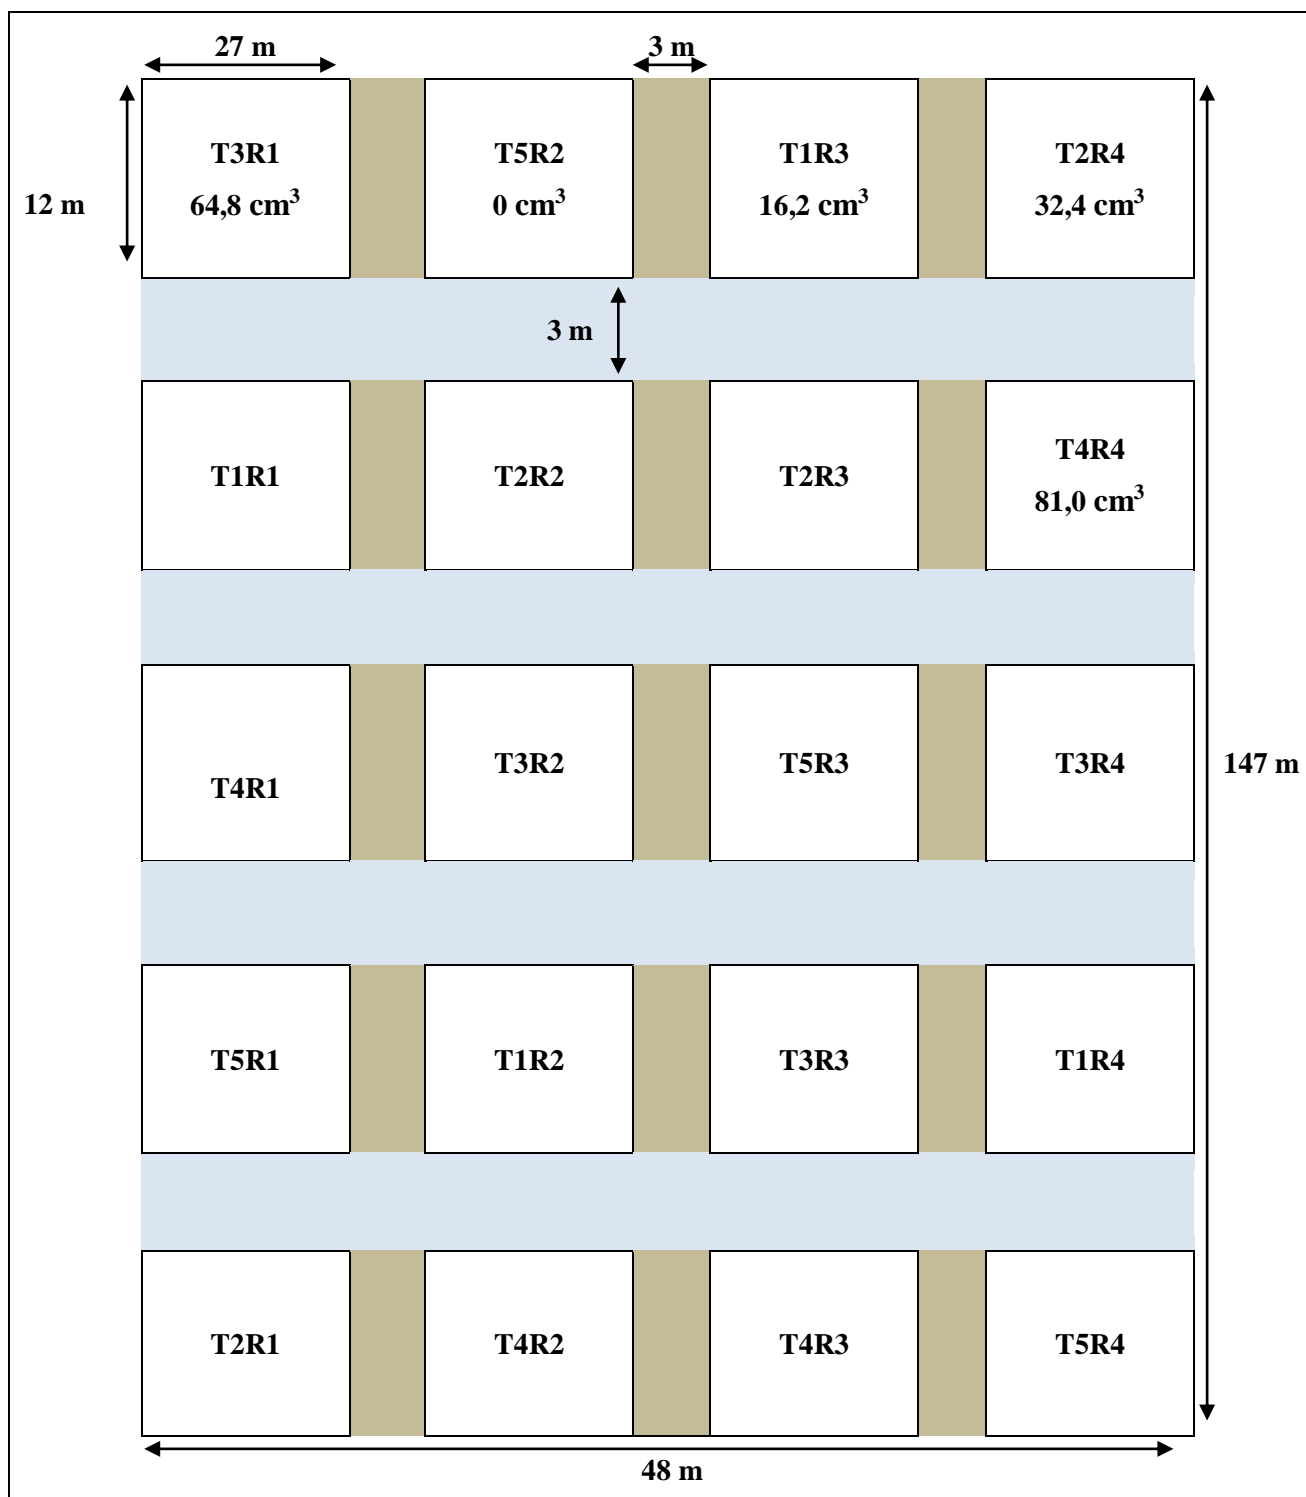 27 m
3 m
12 m
T3R1
64,8 cm³
T5R2
0 cm³
T1R3
16,2 cm³
T2R4
32,4 cm³
3 m
T1R1
T2R2
T2R3
T4R4
81,0 cm³
T4R1
T3R2
T5R3
T3R4
147 m
T5R1
T1R2
T3R3
T1R4
T2R1
T4R2
T4R3
T5R4
48 m